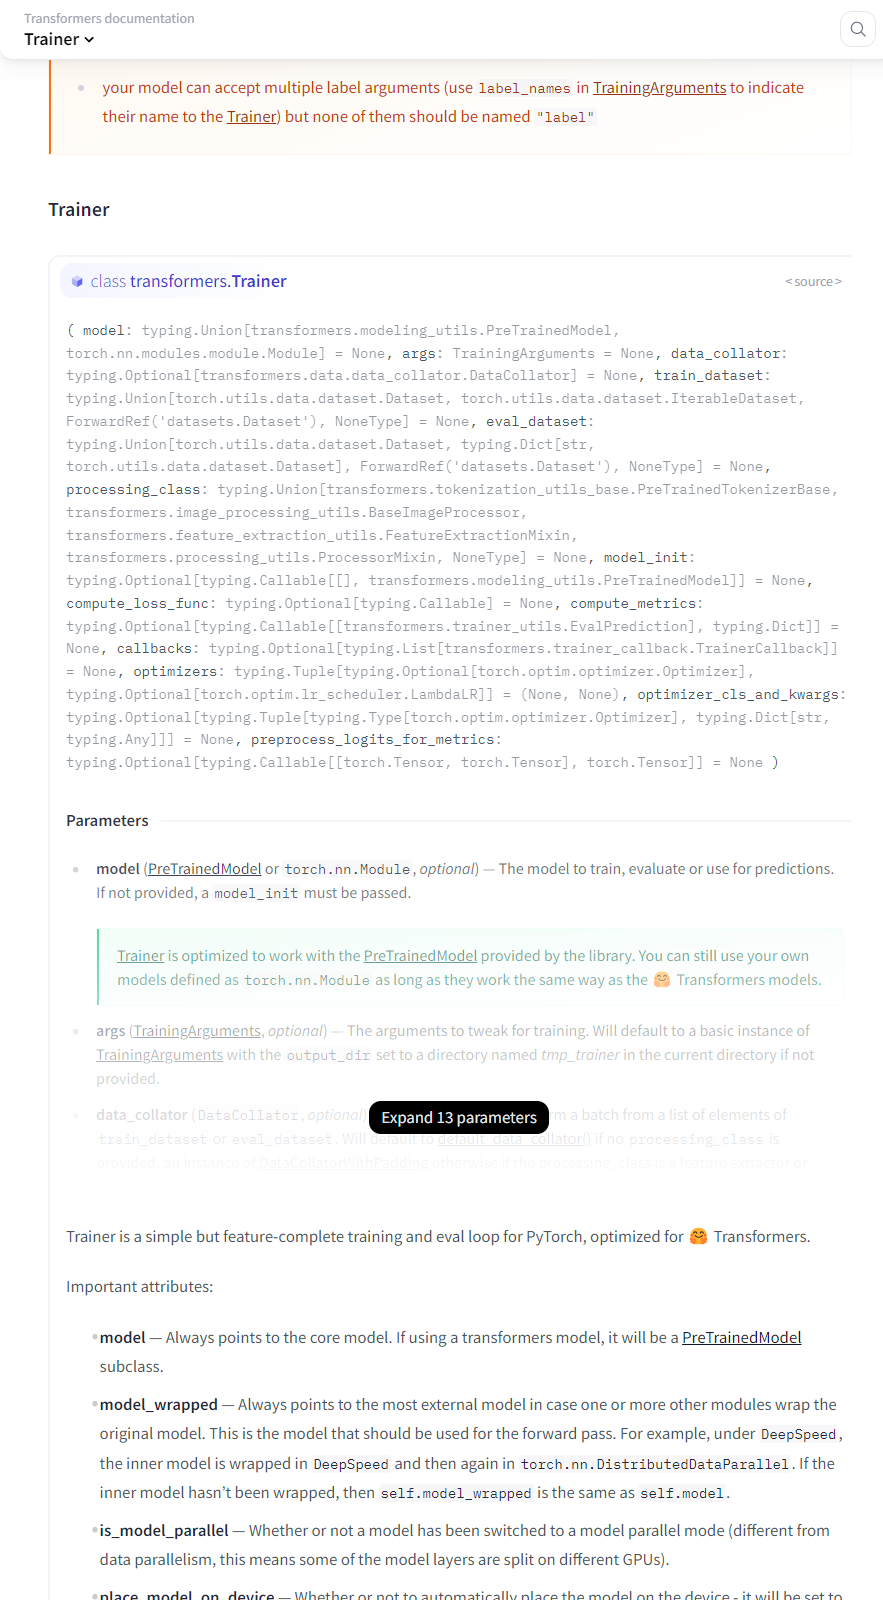 Transformers documentation
Trainer
your model can accept multiple label arguments (use label_names in TrainingArguments to indicate
their name to the Trainer) but none of them should be named "label"
Trainer
class transformers.Trainer
<source>
( model: typing.Union[transformers.modeling_utils.PreTrainedModel,
torch.nn.modules.module.Module] = None, args: TrainingArguments = None, data_collator:
typing.Optional[transformers.data.data_collator.DataCollator] = None, train_dataset:
typing.Union[torch.utils.data.dataset.Dataset, torch.utils.data.dataset.IterableDataset,
ForwardRef('datasets.Dataset'), NoneType] = None, eval_dataset:
typing.Union[torch.utils.data.dataset.Dataset, typing.Dict[str,
torch.utils.data.dataset.Dataset], ForwardRef('datasets.Dataset'), NoneType] = None,
processing_class: typing.Union[transformers.tokenization_utils_base.PreTrainedTokenizerBase,
transformers.image_processing_utils.BaseImageProcessor,
transformers.feature_extraction_utils.FeatureExtractionMixin,
transformers.processing_utils.ProcessorMixin, NoneType] = None, model_init:
typing.Optional[typing.Callable[[], transformers.modeling_utils.PreTrainedModel]] = None,
compute_loss_func: typing.Optional[typing.Callable] = None, compute_metrics:
typing.Optional[typing.Callable[[transformers.trainer_utils.EvalPrediction], typing.Dict]] =
None, callbacks: typing.Optional[typing.List[transformers.trainer_callback.TrainerCallback]]
= None, optimizers: typing.Tuple[typing.Optional[torch.optim.optimizer.Optimizer],
typing.Optional[torch.optim.lr_scheduler.LambdaLR]] = (None, None), optimizer_cls_and_kwargs:
typing.Optional[typing.Tuple[typing.Type[torch.optim.optimizer.Optimizer], typing.Dict[str,
typing.Any]]] = None, preprocess_logits_for_metrics:
typing.Optional[typing.Callable[[torch.Tensor, torch.Tensor], torch.Tensor]] = None )
Parameters
model (PreTrainedModel or torch.nn.Module, optional) — The model to train, evaluate or use for predictions.
If not provided, a model_init must be passed.
Trainer is optimized to work with the PreTrainedModel provided by the library. You can still use your own
models defined as torch.nn.Module as long as they work the same way as the 🤗 Transformers models.
args (TrainingArguments, optional) — The arguments to tweak for training. Will default to a basic instance of
TrainingArguments with the output_dir set to a directory named tmp_trainer in the current directory if not
provided.
data_collator (DataCollator, optional) m a batch from a list of elements of
Expand 13 parameters
train_dataset or eval_dataset. Will default to default_data_collator() if no processing_class is
provided, an instance of DataCollatorWithPadding otherwise if the processing_class is a feature extractor or
Trainer is a simple but feature-complete training and eval loop for PyTorch, optimized for 🤗 Transformers.
Important attributes:
model — Always points to the core model. If using a transformers model, it will be a PreTrainedModel
subclass.
model_wrapped — Always points to the most external model in case one or more other modules wrap the
original model. This is the model that should be used for the forward pass. For example, under DeepSpeed,
the inner model is wrapped in DeepSpeed and then again in torch.nn.DistributedDataParallel. If the
inner model hasn't been wrapped, then self.model_wrapped is the same as self.model.
is_model_parallel — Whether or not a model has been switched to a model parallel mode (different from
data parallelism, this means some of the model layers are split on different GPUs).
place_model_on_device — Whether or not to automatically place the model on the device - it will be set to